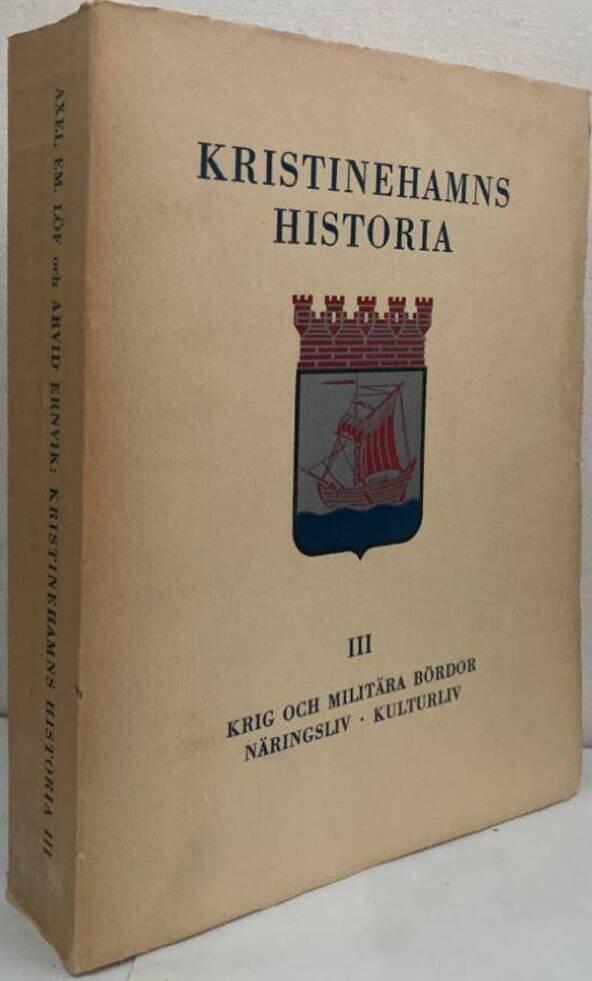 KRISTINEHAMNS
HISTORIA
III
KRIG OCH MILITÄRA BÖRDOR
NÄRINGSLIV · KULTURLIV
AXEL EM. LÖF och ARVID ERNVIK: KRISTINEHAMNS HISTORIA III